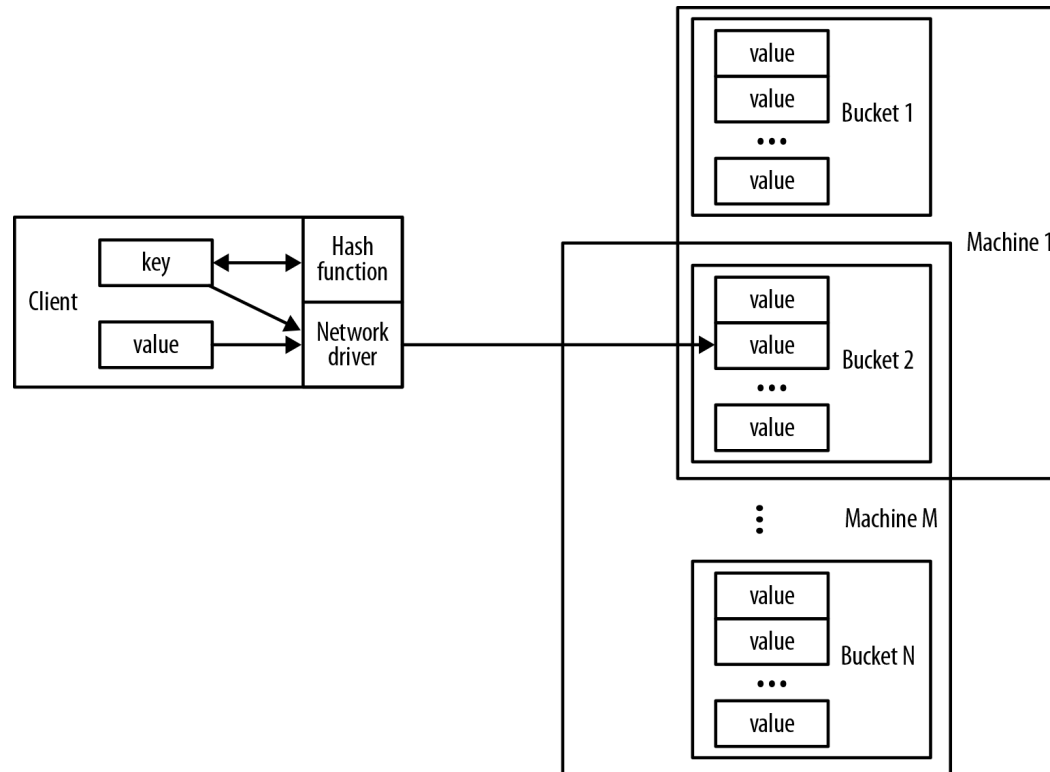 Client
key
value
Hash
function
Network
driver
value
value
•••
value
Bucket 1
Machine 1
value
value
•••
value
Bucket 2
Machine M
value
value
•••
value
Bucket N